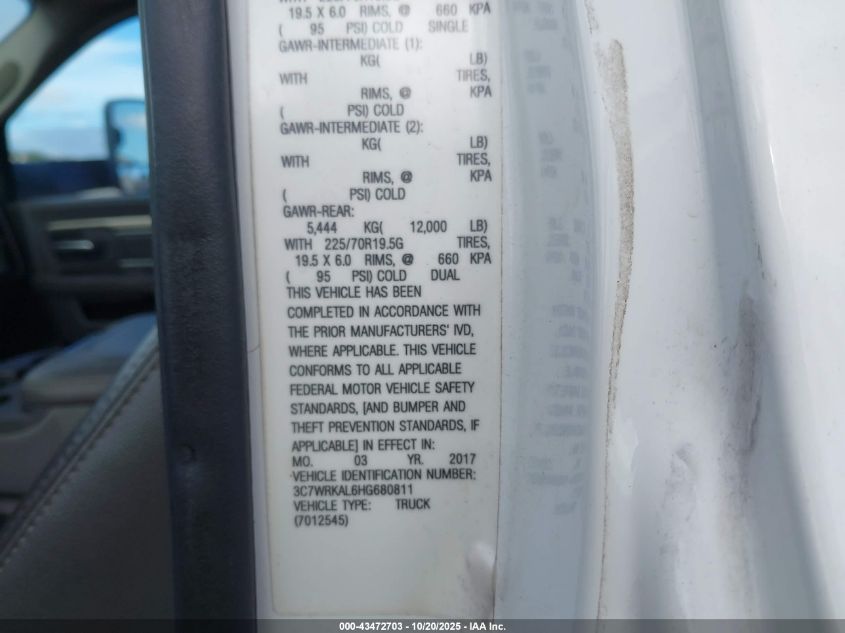 19.5 X 6.0 RIMS, @ 660 KPA
( 95 PSI) COLD SINGLE
GAWR-INTERMEDIATE (1):
KG( LB)
WITH TIRES,
RIMS, @ KPA
( PSI) COLD
GAWR-INTERMEDIATE (2):
KG( LB)
WITH TIRES,
RIMS, @ KPA
( PSI) COLD
GAWR-REAR:
5,444 KG( 12,000 LB)
WITH 225/70R19.5G TIRES,
19.5 X 6.0 RIMS, @ 660 KPA
( 95 PSI) COLD DUAL
THIS VEHICLE HAS BEEN
COMPLETED IN ACCORDANCE WITH
THE PRIOR MANUFACTURERS' IVD,
WHERE APPLICABLE. THIS VEHICLE
CONFORMS TO ALL APPLICABLE
FEDERAL MOTOR VEHICLE SAFETY
STANDARDS, [AND BUMPER AND
THEFT PREVENTION STANDARDS, IF
APPLICABLE] IN EFFECT IN:
MO. 03 YR. 2017
VEHICLE IDENTIFICATION NUMBER:
3C7WRKAL6HG680811
VEHICLE TYPE: TRUCK
(7012545)
000-43472703 - 10/20/2025 - IAA Inc.